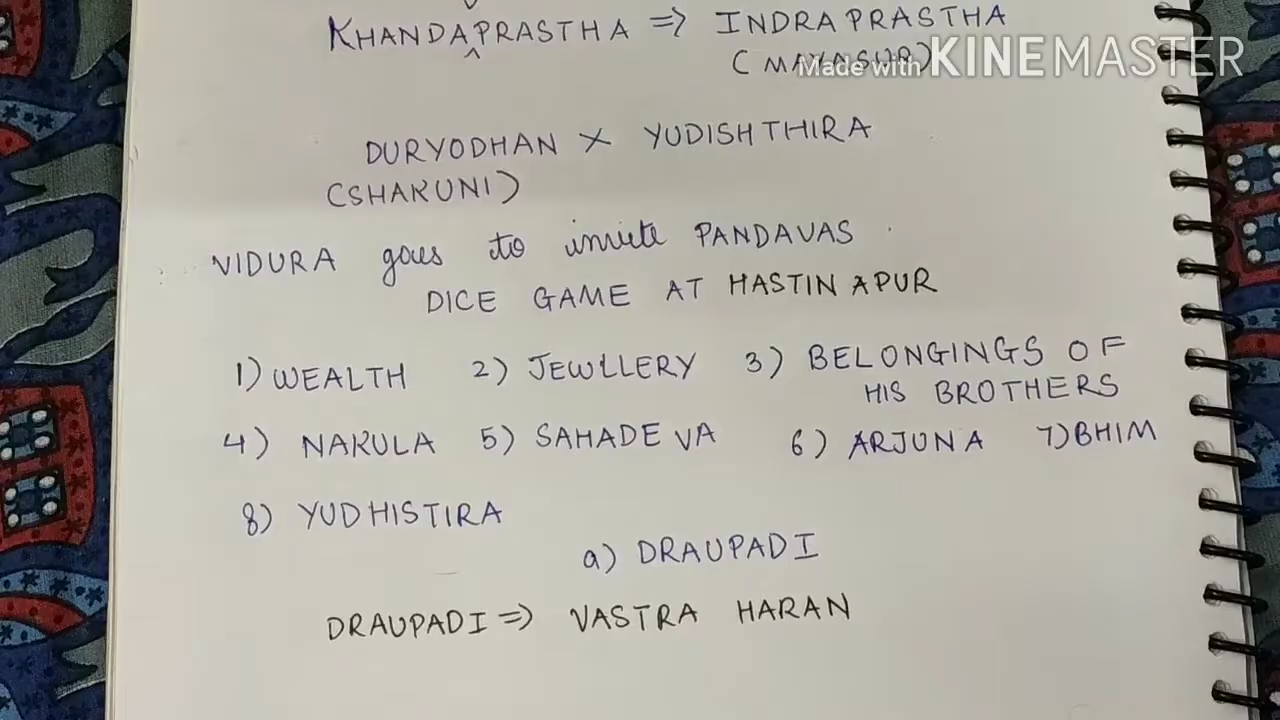 KHANDAPRASTHA => INDRAPRASTHA
(MAYASUR)
Made with KINEMASTER
DURYODHAN X YUDISHTHIRA
(SHAKUNI)
VIDURA goes to invite PANDAVAS
DICE GAME AT HASTINAPUR
1) WEALTH 2) JEWLLERY 3) BELONGINGS OF
HIS BROTHERS
4) NAKULA 5) SAHADEVA 6) ARJUNA 7) BHIM
8) YUDHISTIRA
a) DRAUPADI
DRAUPADI => VASTRA HARAN